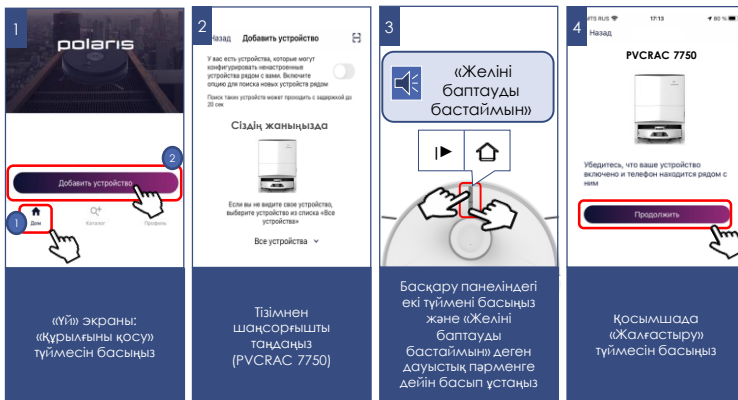 1
polaris
2
Добавить устройство
1
Дом
Каталог
Профиль
«Үй» экраны:
«Құрылғыны қосу»
түймесін басыңыз
2
Назад Добавить устройство
У вас есть устройства, которые могут
конфигурировать ненастроенные
устройства рядом с вами. Включите
опцию для поиска новых устройств рядом
Поиск таких устройств может проходить с задержкой до
20 сек
Сіздің жаныңызда
Если вы не видите свое устройство,
выберите устройство из списка «Все
устройства»
Все устройства
Тізімнен
шаңсорғышты
таңдаңыз
(PVCRAC 7750)
3
«Желіні
баптауды
бастаймын»
Басқару панеліндегі
екі түймені басыңыз
және «Желіні
баптауды
бастаймын» деген
дауыстық пәрменге
дейін басып ұстаңыз
4
MTS RUS 17:13 80 %
Назад
PVCRAC 7750
Убедитесь, что ваше устройство
включено и телефон находится рядом с
ним
Продолжить
Қосымшада
«Жалғастыру»
түймесін басыңыз